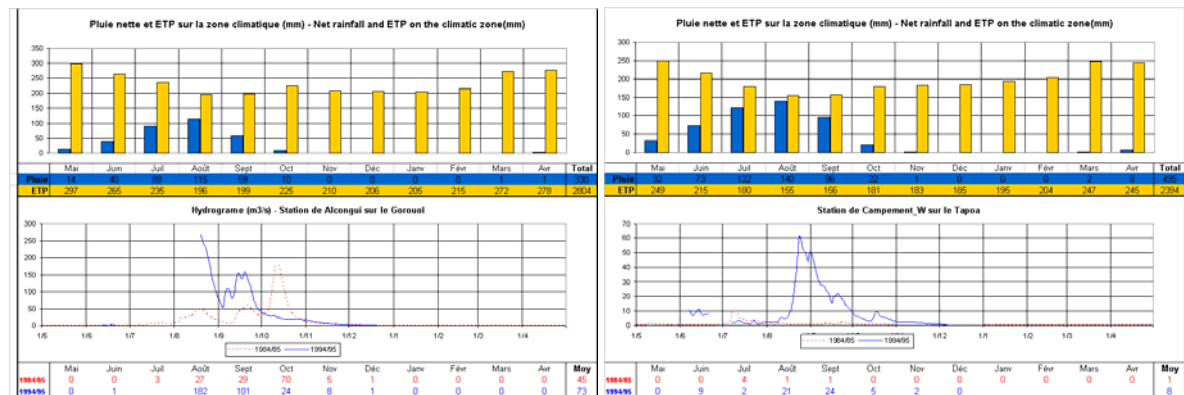 Pluie nette et ETP sur la zone climatique (mm) - Net rainfall and ETP on the climatic zone(mm)
350
300
250
200
150
100
50
0
Mai Juin Juil Août Sept Oct Nov Déc Janv Févr Mars Avr Total
Pluie 14 40 89 115 59 10 0 0 0 0 1 330
ETP 297 265 235 196 199 225 210 206 205 215 272 278 2804
Hydrograme (m3/s) - Station de Alcongui sur le Gorouol
300
250
200
150
100
50
0
1/5 1/6 1/7 1/8 1/9 1/10 1/11 1/12 1/1 1/2 1/3 1/4
1984/85 1994/95
Mai Juin Juil Août Sept Oct Nov Déc Janv Févr Mars Avr Moy
1984/85 0 0 3 27 29 70 5 1 0 0 0 0 45
1994/95 0 1 182 101 24 8 1 0 0 0 0 73
Pluie nette et ETP sur la zone climatique (mm) - Net rainfall and ETP on the climatic zone(mm)
300
250
200
150
100
50
0
Mai Juin Juil Août Sept Oct Nov Déc Janv Févr Mars Avr Total
Pluie 32 73 122 140 96 22 1 0 0 0 2 8 495
ETP 249 215 180 155 156 181 183 185 195 204 247 245 2394
Station de Campement_W sur le Tapoa
70
60
50
40
30
20
10
0
1/5 1/6 1/7 1/8 1/9 1/10 1/11 1/12 1/1 1/2 1/3 1/4
1984/85 1994/95
Mai Juin Juil Août Sept Oct Nov Déc Janv Févr Mars Avr Moy
1984/85 0 0 4 1 1 0 0 0 0 0 0 0 1
1994/95 0 9 2 21 24 5 2 0 8